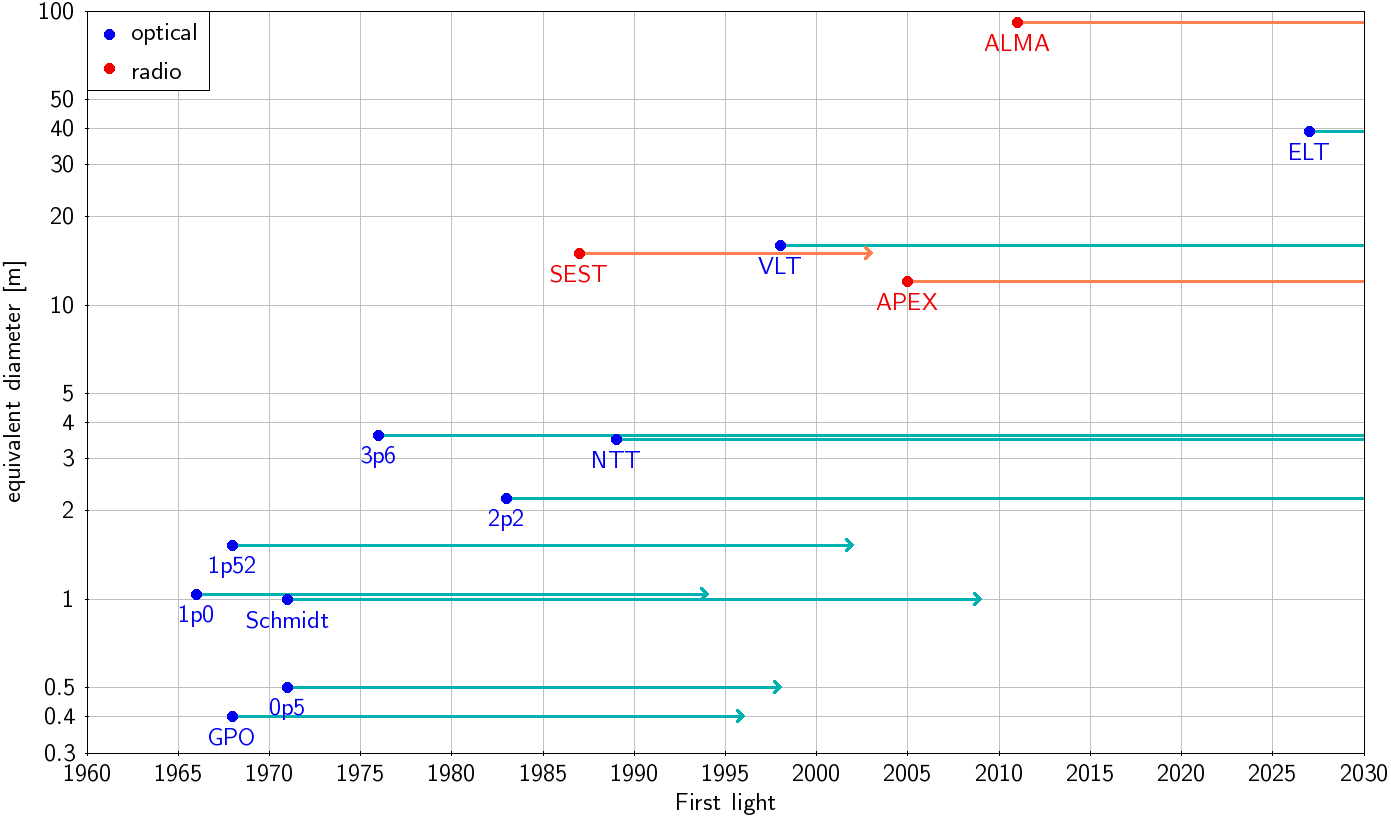 100
optical
radio
ALMA
50
40
ELT
30
20
VLT
SEST
APEX
10
equivalent diameter [m]
5
4
3p6
NTT
3
2p2
2
1p52
1
1p0
Schmidt
0.5
0p5
0.4
GPO
0.3
1960 1965 1970 1975 1980 1985 1990 1995 2000 2005 2010 2015 2020 2025 2030
First light